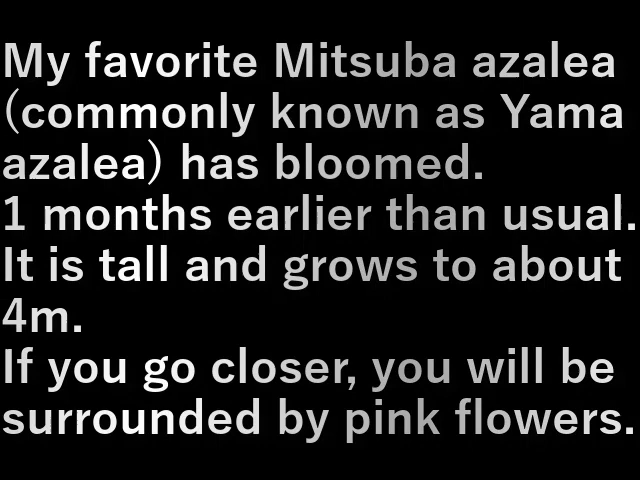 My favorite Mitsuba azalea
(commonly known as Yama
azalea) has bloomed.
1 months earlier than usual.
It is tall and grows to about
4m.
If you go closer, you will be
surrounded by pink flowers.